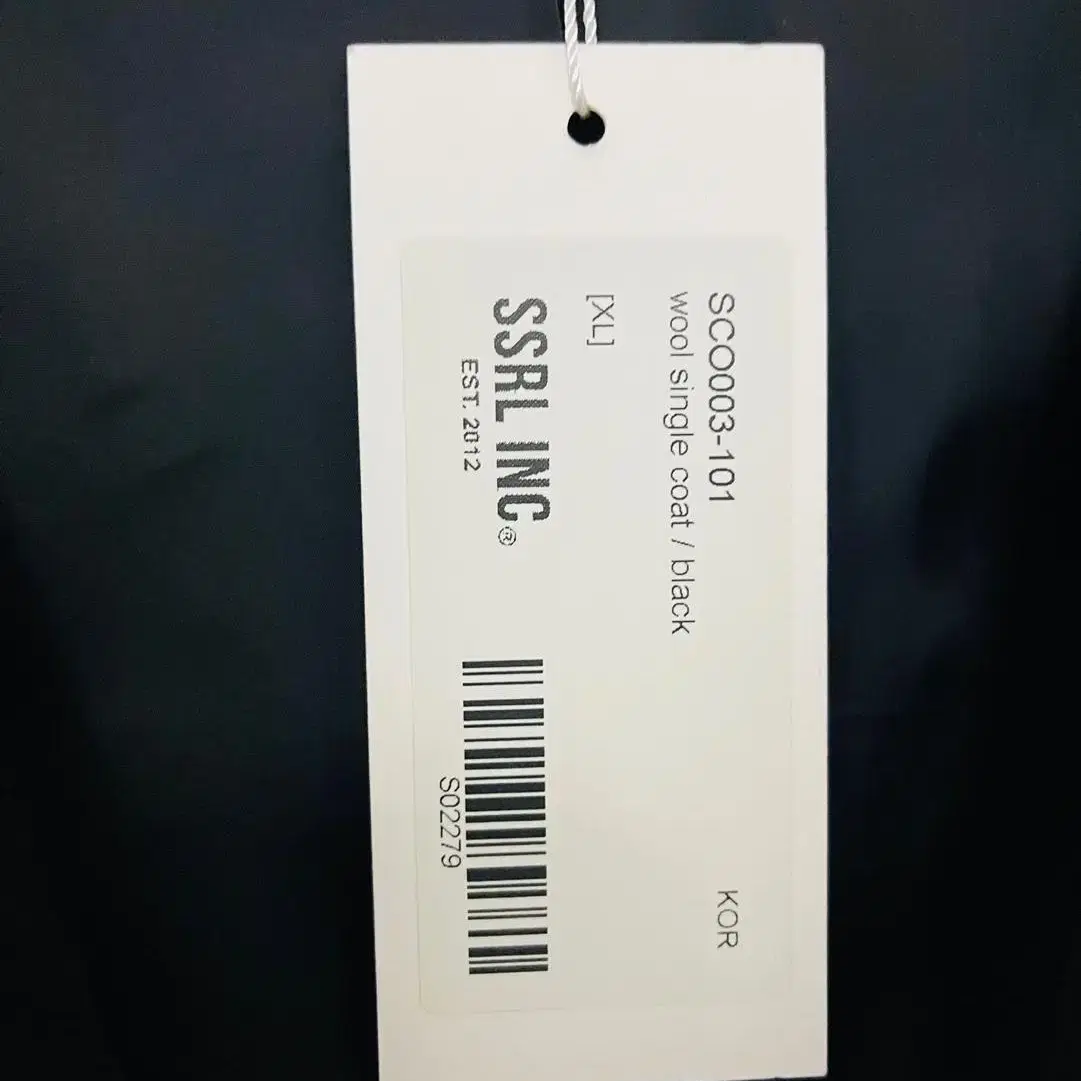 SCO003-101 KOR
wool single coat / black
[XL]
SSRL INC®
EST. 2012
S02279